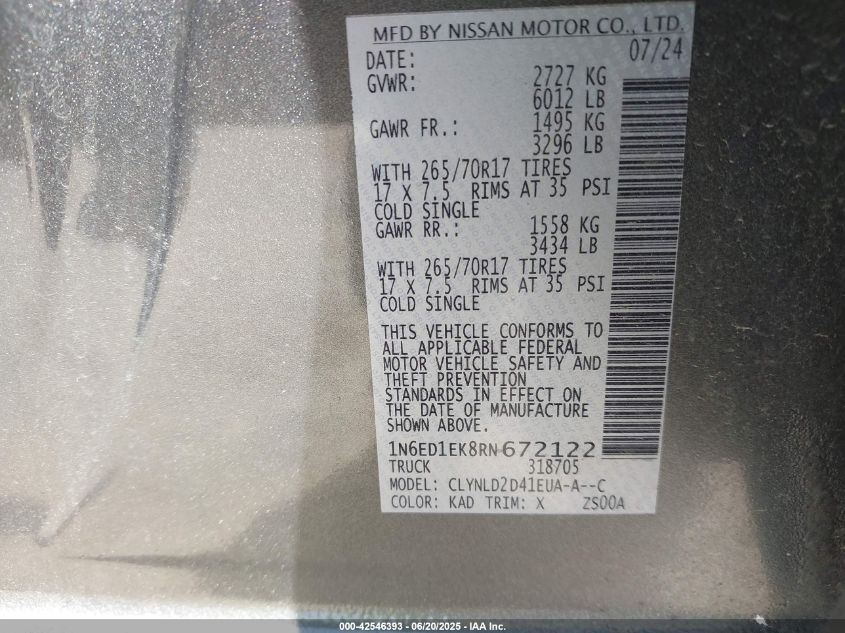 MFD BY NISSAN MOTOR CO., LTD.
DATE: 07/24
GVWR: 2727 KG
6012 LB
GAWR FR.: 1495 KG
3296 LB
WITH 265/70R17 TIRES
17 X 7.5 RIMS AT 35 PSI
COLD SINGLE
GAWR RR.: 1558 KG
3434 LB
WITH 265/70R17 TIRES
17 X 7.5 RIMS AT 35 PSI
COLD SINGLE
THIS VEHICLE CONFORMS TO
ALL APPLICABLE FEDERAL
MOTOR VEHICLE SAFETY AND
THEFT PREVENTION
STANDARDS IN EFFECT ON
THE DATE OF MANUFACTURE
SHOWN ABOVE.
1N6ED1EK8RN672122
TRUCK 318705
MODEL: CLYNLD2D41EUA-A--C
COLOR: KAD TRIM: X ZS00A
000-42546393 - 06/20/2025 - IAA Inc.